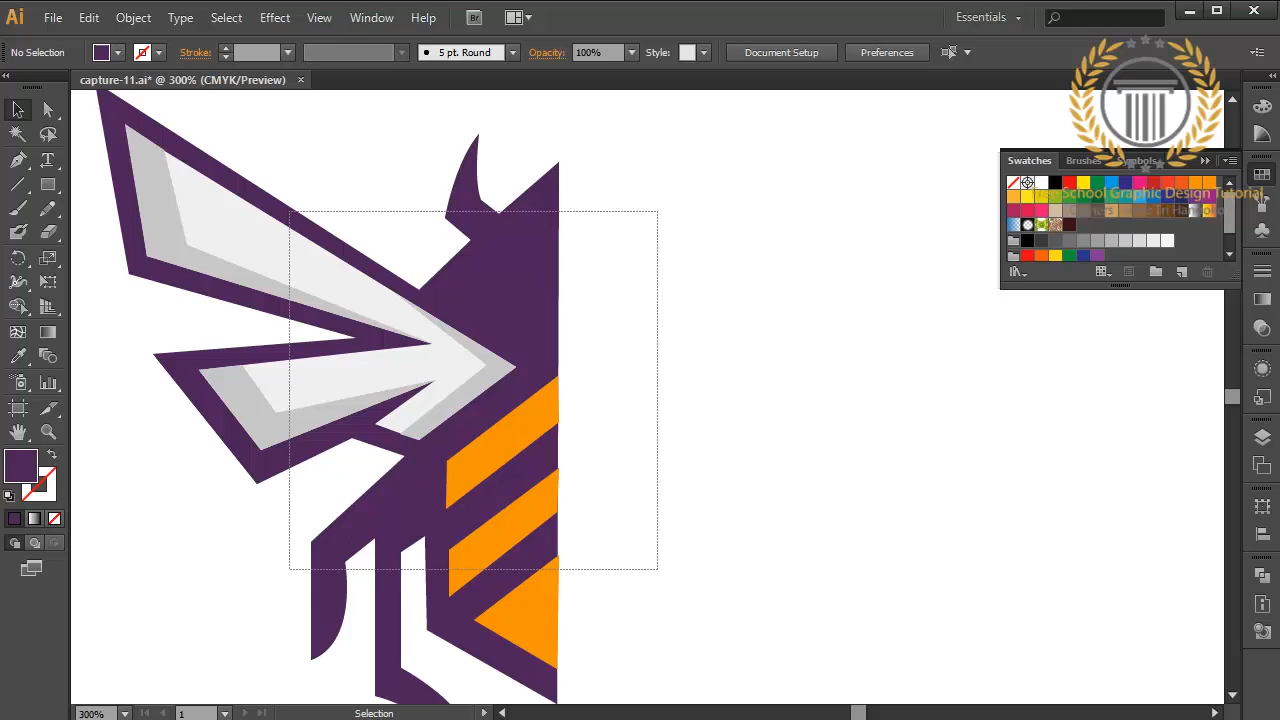 Ai File Edit Object Type Select Effect View Window Help Br Essentials
No Selection Stroke: 5 pt. Round Opacity: 100% Style: Document Setup Preferences
capture-11.ai* @ 300% (CMYK/Preview) ×
Swatches Brushes Symbols
School Graphic Design Tutorial
300% 1 Selection